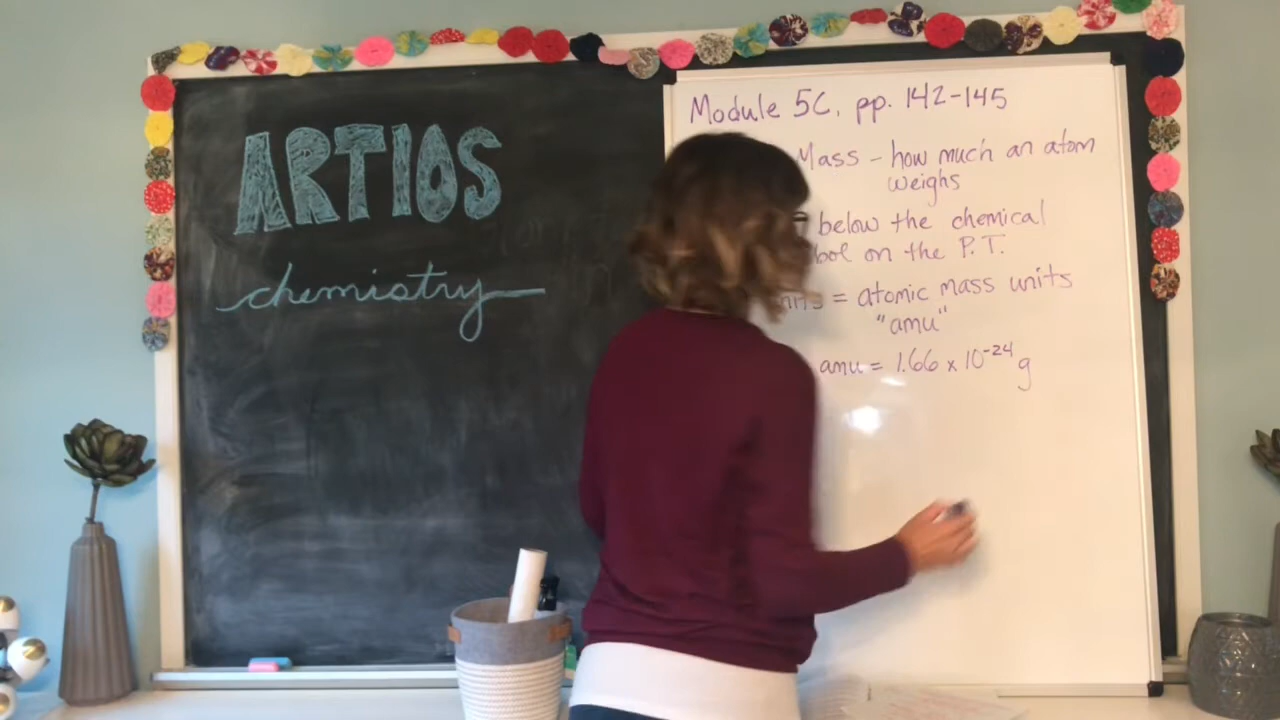 ARTIOS
chemistry
Module 5C, pp. 142-145
Mass - how much an atom
weighs
below the chemical
on the P.T.
= atomic mass units
"amu"
amu = 1.66 x 10⁻²⁴ g